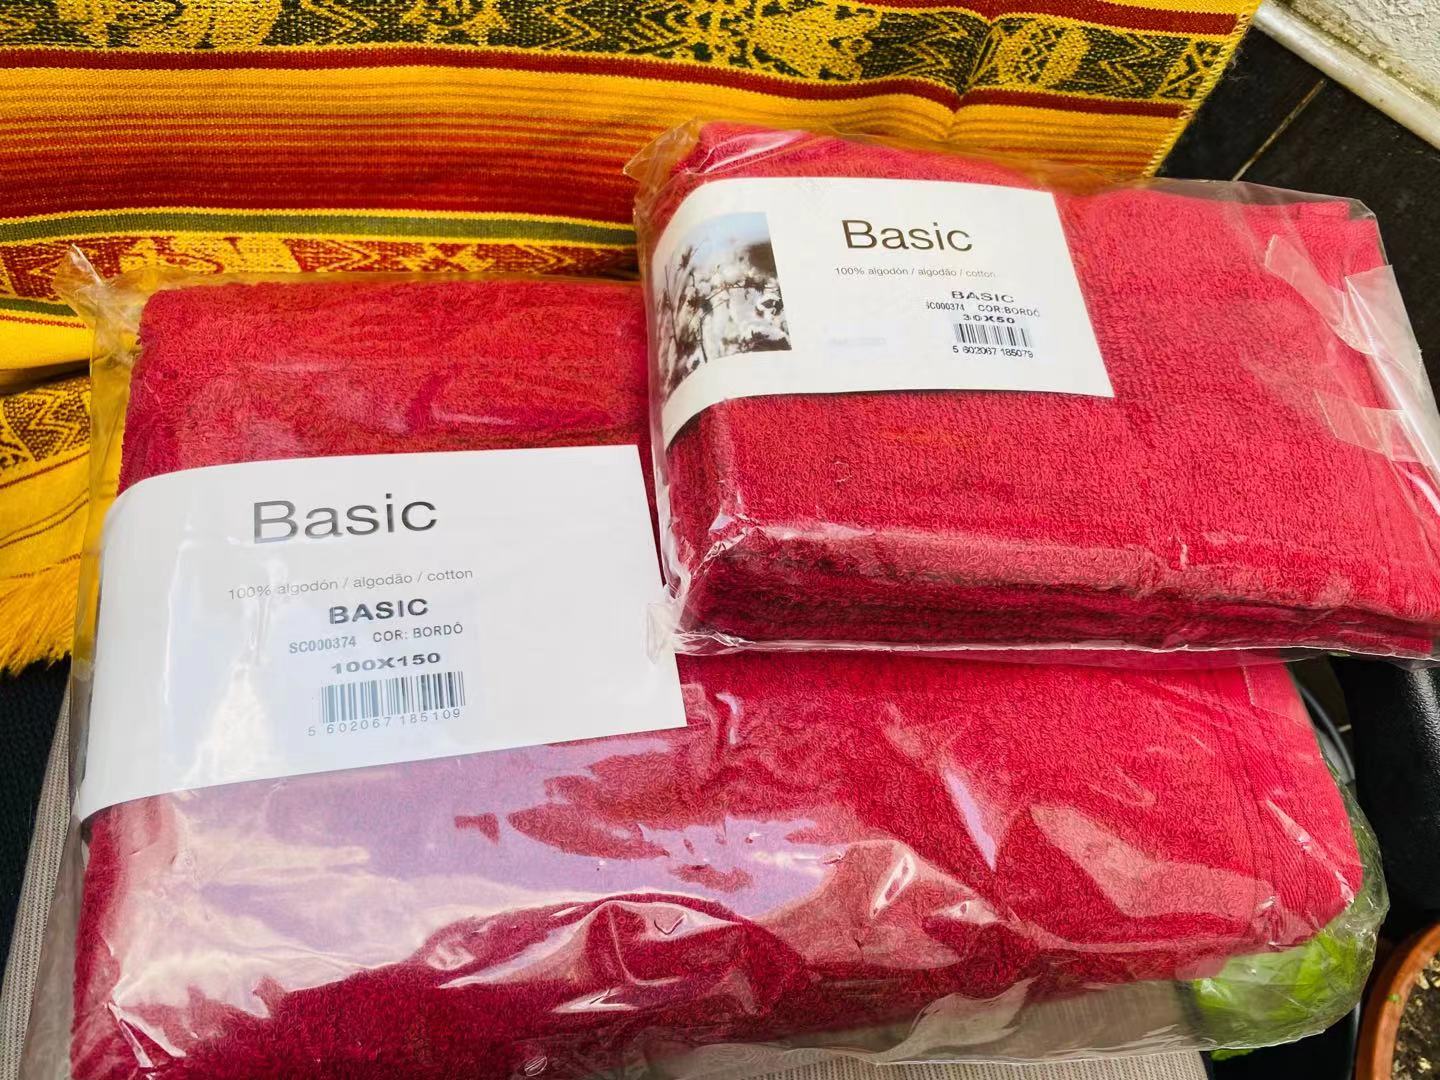 Basic
100% algodón / algodão / cotton
BASIC
SC000374 COR:BORDÔ
30X50
5 602067 185079
Basic
100% algodón / algodão / cotton
BASIC
SC000374 COR: BORDÔ
100X150
5 602067 185109